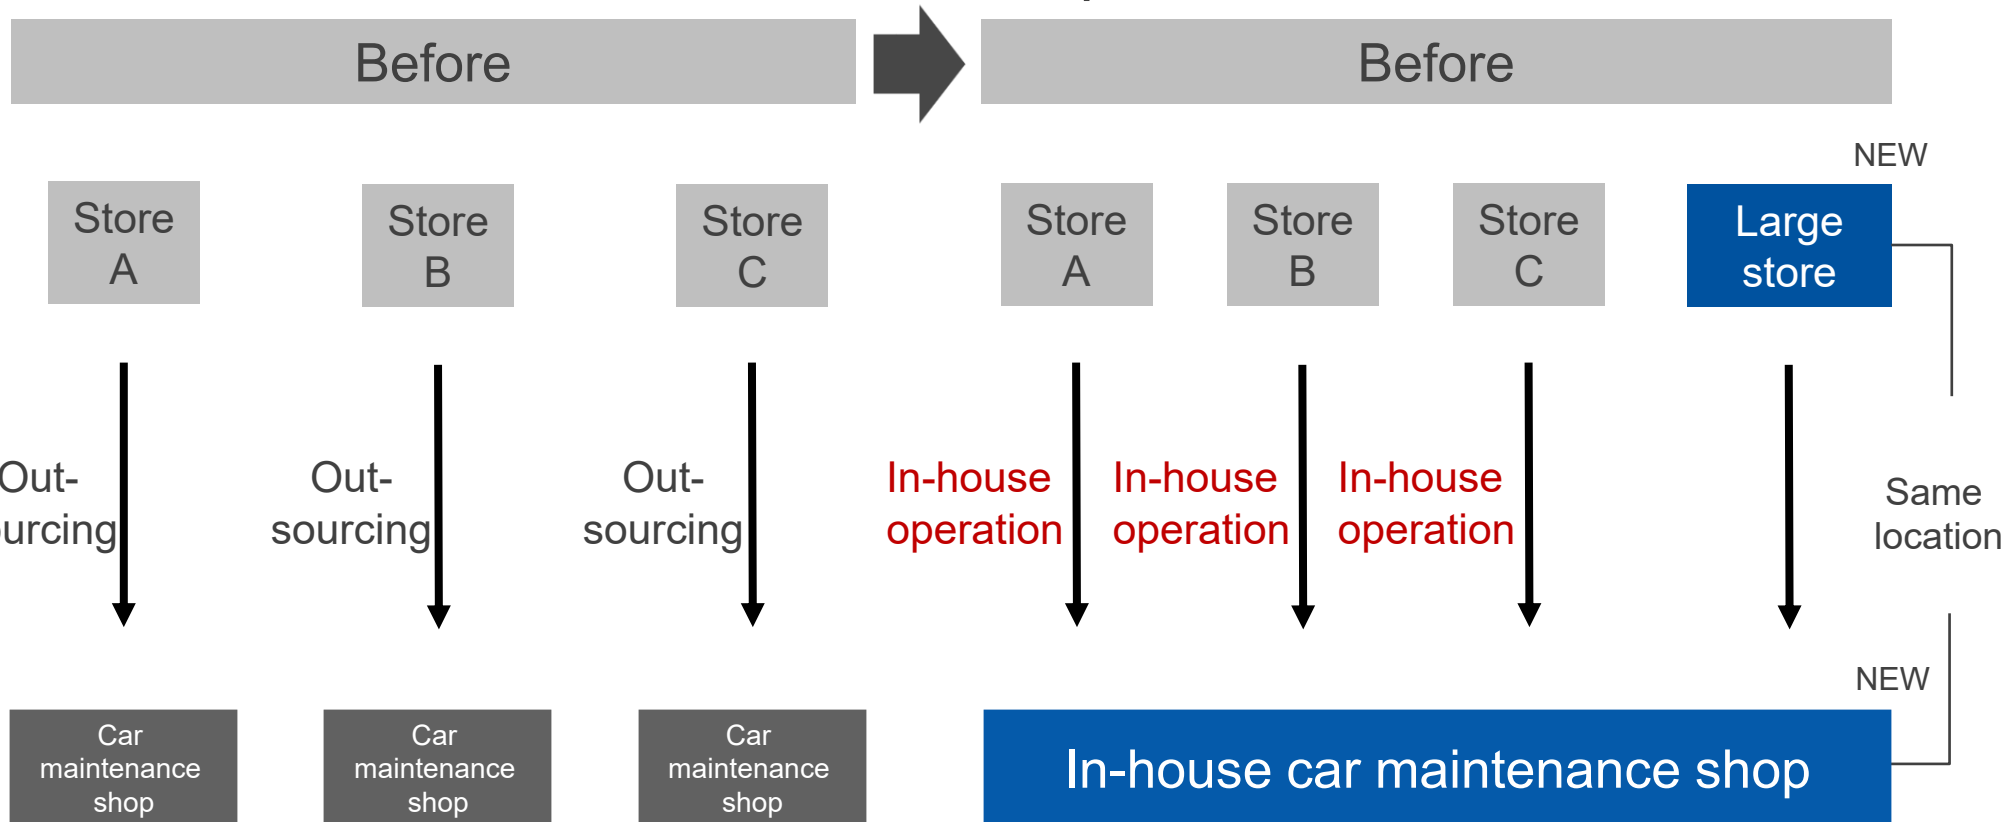 Before
Before
NEW
Store
A
Store
B
Store
C
Store
A
Store
B
Store
C
Large
store
Out-
ourcing
Out-
sourcing
Out-
sourcing
In-house
operation
In-house
operation
In-house
operation
Same
location
NEW
Car
maintenance
shop
Car
maintenance
shop
Car
maintenance
shop
In-house car maintenance shop